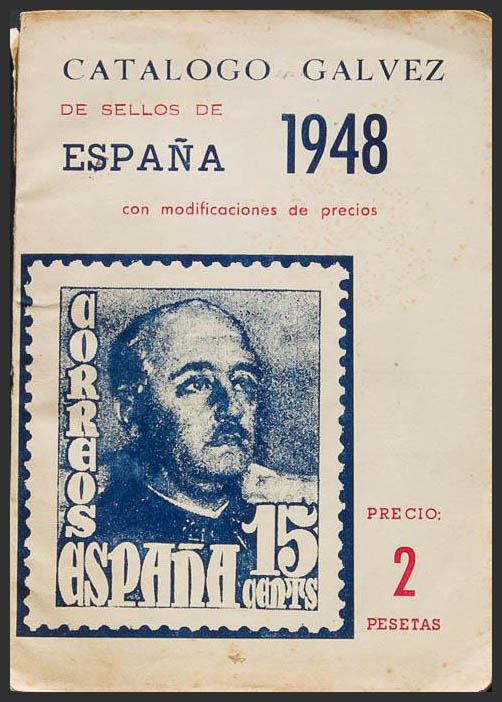 CATALOGO GALVEZ
DE SELLOS DE
ESPAÑA 1948
con modificaciones de precios
CORREOS
ESPAÑA
15
CENTS
PRECIO:
2
PESETAS